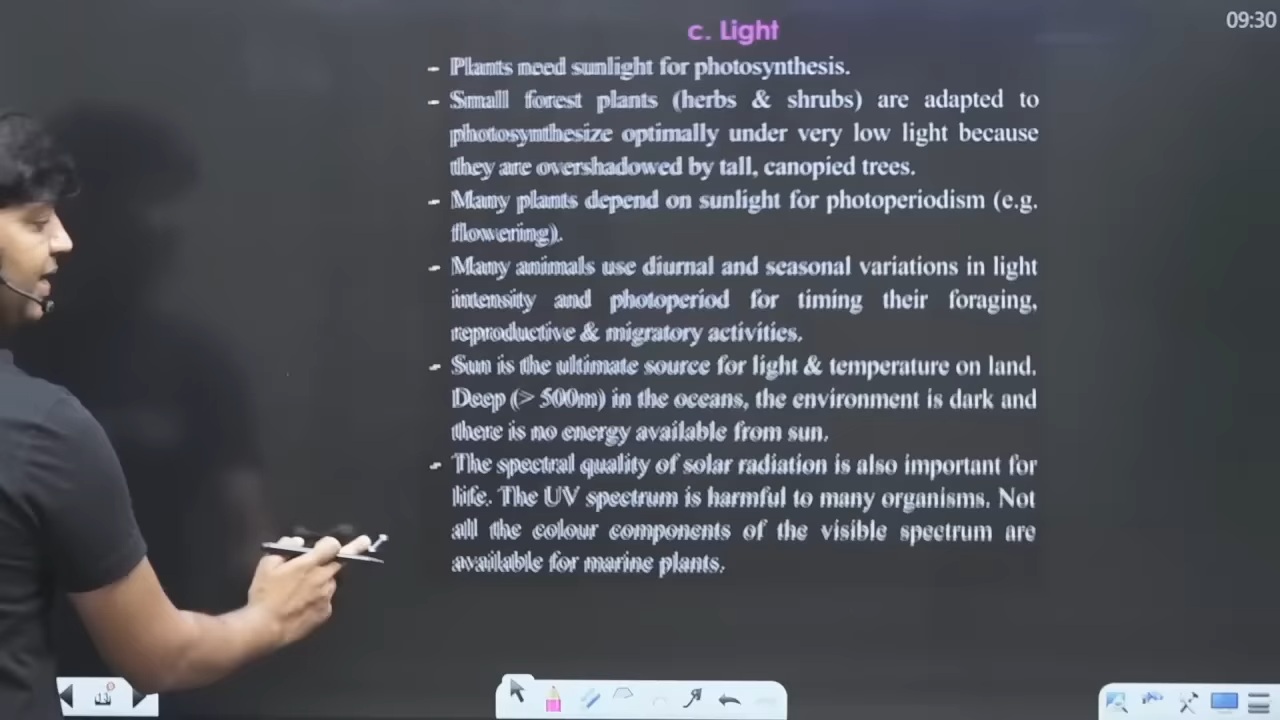 c. Light
09:30
- Plants need sunlight for photosynthesis.
- Small forest plants (herbs & shrubs) are adapted to
photosynthesize optimally under very low light because
they are overshadowed by tall, canopied trees.
- Many plants depend on sunlight for photoperiodism (e.g.
flowering).
- Many animals use diurnal and seasonal variations in light
intensity and photoperiod for timing their foraging,
reproductive & migratory activities.
- Sun is the ultimate source for light & temperature on land.
Deep (> 500m) in the oceans, the environment is dark and
there is no energy available from sun.
- The spectral quality of solar radiation is also important for
life. The UV spectrum is harmful to many organisms. Not
all the colour components of the visible spectrum are
available for marine plants.